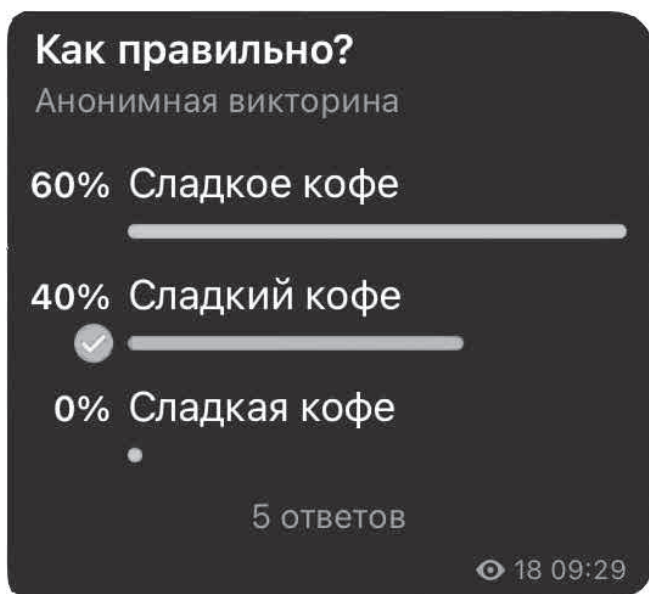 Как правильно?
Анонимная викторина
60% Сладкое кофе
40% Сладкий кофе
0% Сладкая кофе
5 ответов
18 09:29